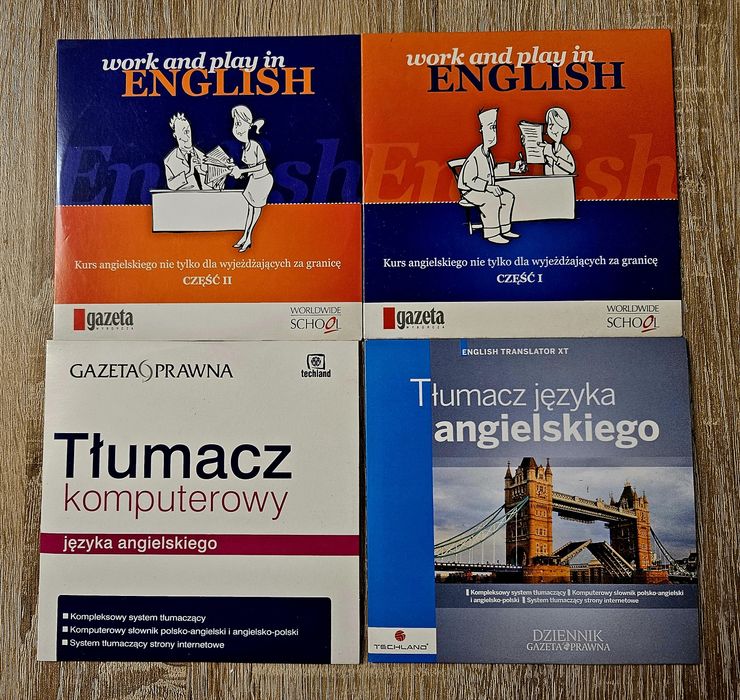 work and play in
ENGLISH
English
Kurs angielskiego nie tylko dla wyjeżdżających za granicę
CZĘŚĆ II
gazeta
WYBORCZA
WORLDWIDE
SCHOOL
work and play in
ENGLISH
English
Kurs angielskiego nie tylko dla wyjeżdżających za granicę
CZĘŚĆ I
gazeta
WYBORCZA
WORLDWIDE
SCHOOL
GAZETA PRAWNA
techland
Tłumacz
komputerowy
języka angielskiego
Kompleksowy system tłumaczący
Komputerowy słownik polsko-angielski i angielsko-polski
System tłumaczący strony internetowe
ENGLISH TRANSLATOR XT
Tłumacz języka
angielskiego
Kompleksowy system tłumaczący Komputerowy słownik polsko-angielski
i angielsko-polski System tłumaczący strony internetowe
TECHLAND
DZIENNIK
GAZETA PRAWNA